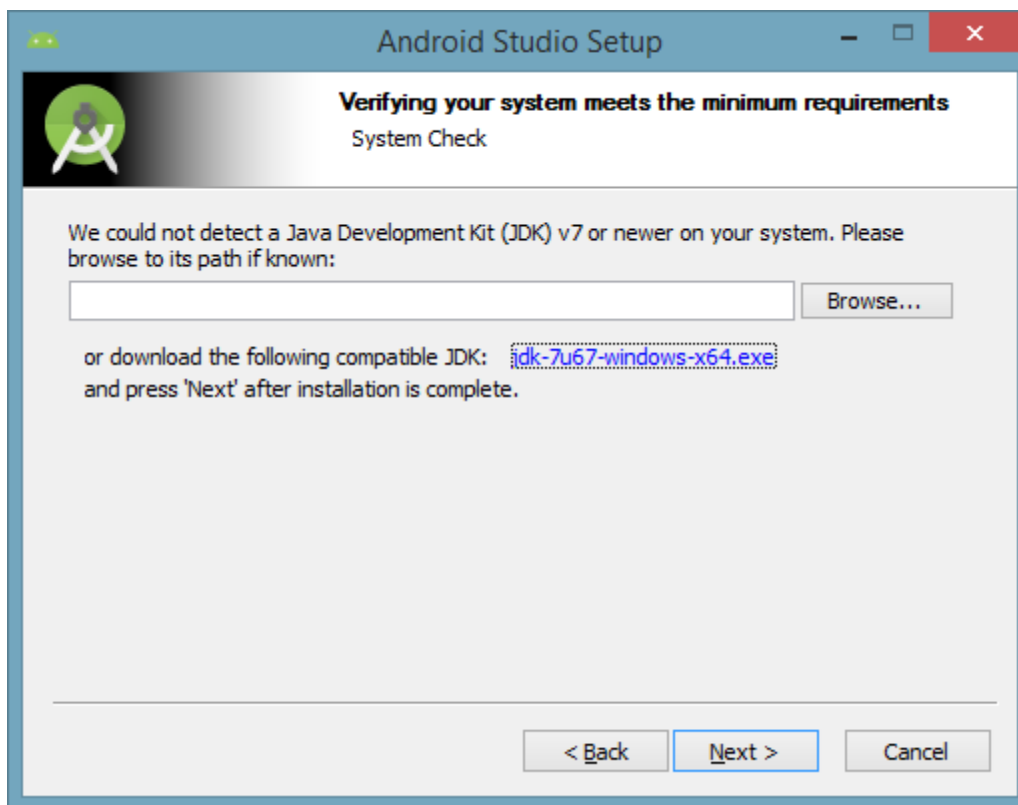 Android Studio Setup
Verifying your system meets the minimum requirements
System Check
We could not detect a Java Development Kit (JDK) v7 or newer on your system. Please
browse to its path if known:
Browse...
or download the following compatible JDK: jdk-7u67-windows-x64.exe
and press 'Next' after installation is complete.
< Back
Next >
Cancel